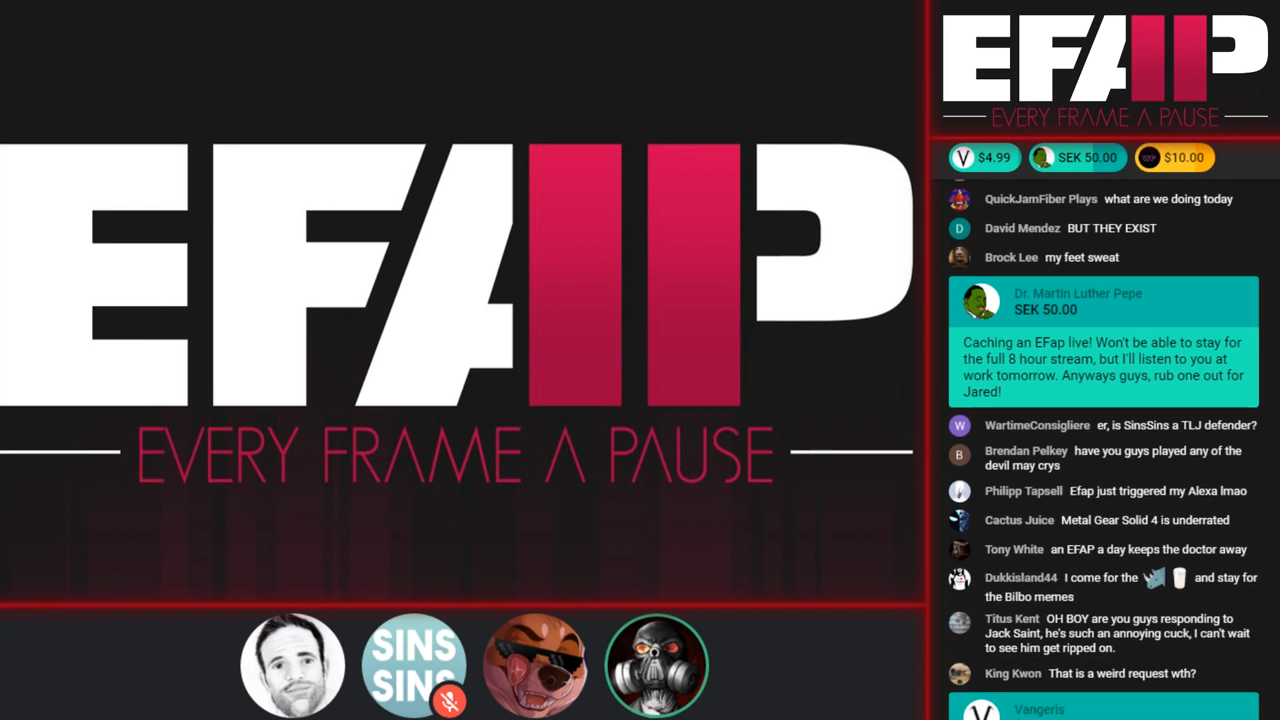 EFAP
EVERY FRAME A PAUSE
SINS
SINS
EFAP
EVERY FRAME A PAUSE
V $4.99
SEK 50.00
$10.00
QuickJamFiber Plays what are we doing today
D David Mendez BUT THEY EXIST
Brock Lee my feet sweat
Dr. Martin Luther Pepe
SEK 50.00
Caching an EFap live! Won't be able to stay for
the full 8 hour stream, but I'll listen to you at
work tomorrow. Anyways guys, rub one out for
Jared!
W WartimeConsigliere er, is SinsSins a TLJ defender?
B Brendan Pelkey have you guys played any of the
devil may crys
Philipp Tapsell Efap just triggered my Alexa lmao
Cactus Juice Metal Gear Solid 4 is underrated
Tony White an EFAP a day keeps the doctor away
Dukkisland44 I come for the and stay for
the Bilbo memes
Titus Kent OH BOY are you guys responding to
Jack Saint, he's such an annoying cuck, I can't wait
to see him get ripped on.
King Kwon That is a weird request wth?
V Vangeris